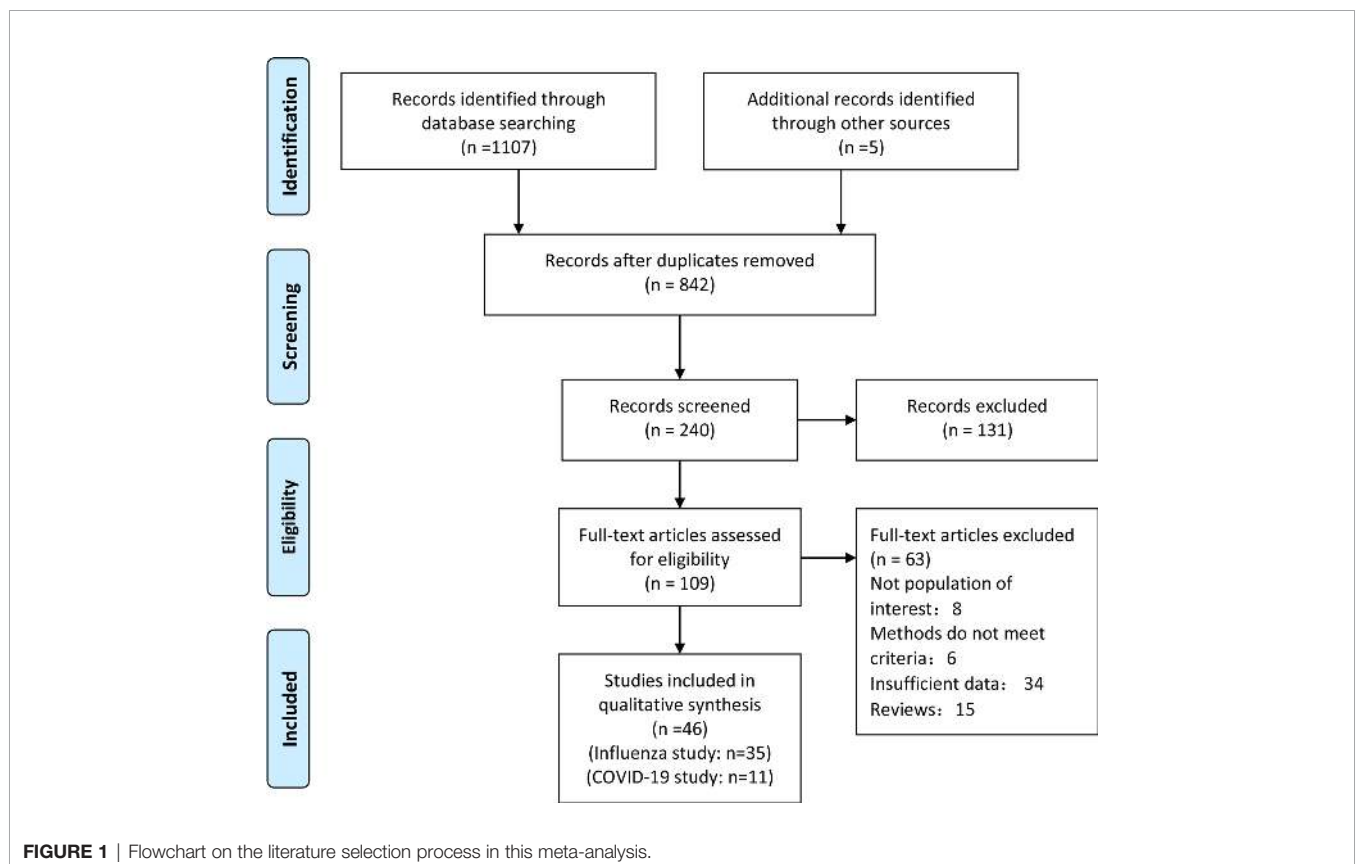 Identification
Records identified through
database searching
(n =1107)
Additional records identified
through other sources
(n =5)
Screening
Records after duplicates removed
(n = 842)
Records screened
(n = 240)
Records excluded
(n = 131)
Eligibility
Full-text articles assessed
for eligibility
(n = 109)
Full-text articles excluded
(n = 63)
Not population of
interest： 8
Methods do not meet
criteria： 6
Insufficient data： 34
Reviews： 15
Included
Studies included in
qualitative synthesis
(n =46)
(Influenza study: n=35)
(COVID-19 study: n=11)
FIGURE 1 | Flowchart on the literature selection process in this meta-analysis.